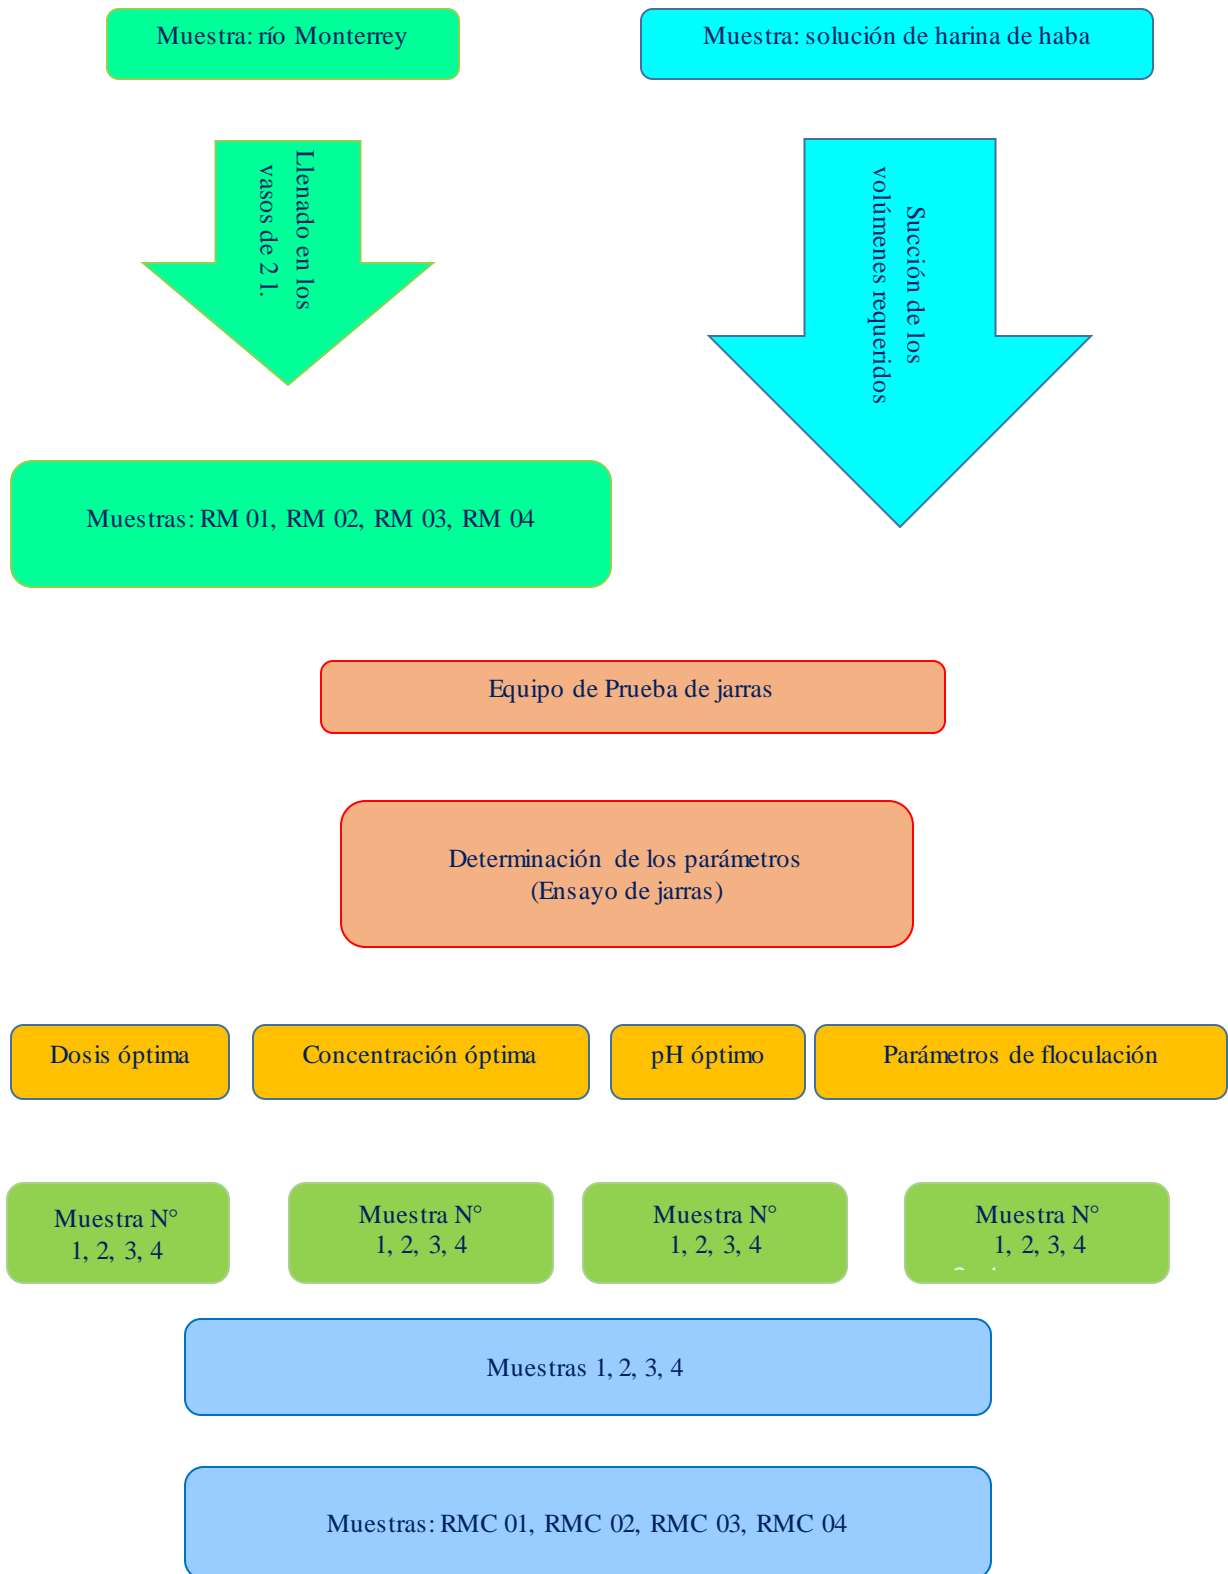 Muestra: río Monterrey
Muestra: solución de harina de haba
Llenado en los
vasos de 2 l.
Succión de los
volúmenes requeridos
Muestras: RM 01, RM 02, RM 03, RM 04
Equipo de Prueba de jarras
Determinación de los parámetros
(Ensayo de jarras)
Dosis óptima
Concentración óptima
pH óptimo
Parámetros de floculación
Muestra N°
1, 2, 3, 4
Muestra N°
1, 2, 3, 4
Muestra N°
1, 2, 3, 4
Muestra N°
1, 2, 3, 4
Muestras 1, 2, 3, 4
Muestras: RMC 01, RMC 02, RMC 03, RMC 04